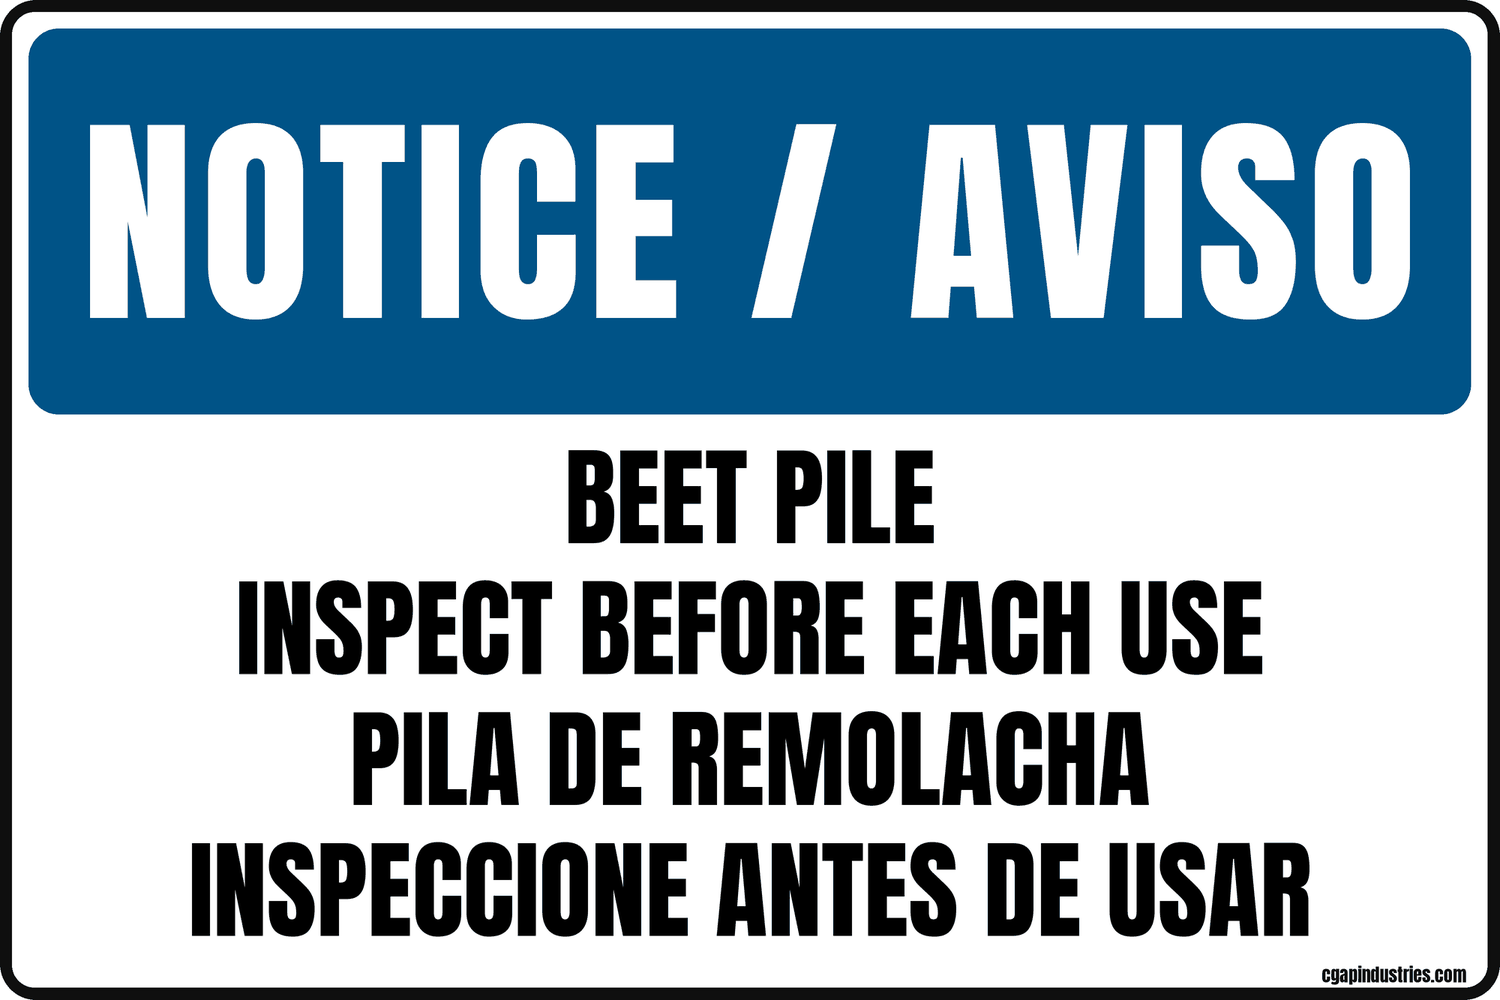 NOTICE / AVISO
BEET PILE
INSPECT BEFORE EACH USE
PILA DE REMOLACHA
INSPECCIONE ANTES DE USAR
cgapindustries.com